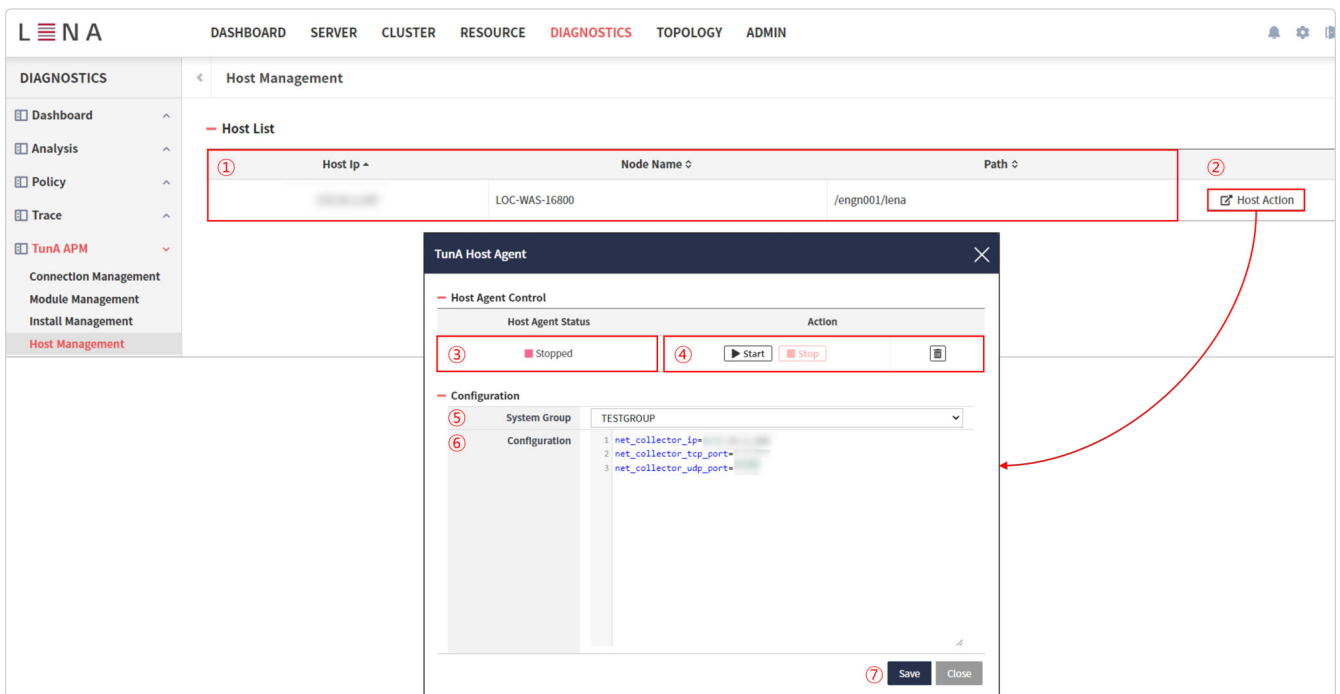 LENA
DASHBOARD SERVER CLUSTER RESOURCE DIAGNOSTICS TOPOLOGY ADMIN
DIAGNOSTICS
Host Management
Dashboard
Analysis
Policy
Trace
TunA APM
Connection Management
Module Management
Install Management
Host Management
Host List
① Host Ip Node Name Path ②
LOC-WAS-16800 /engn001/lena Host Action
TunA Host Agent
Host Agent Control
Host Agent Status Action
③ Stopped ④ Start Stop
Configuration
⑤ System Group TESTGROUP
⑥ Configuration
1 net_collector_ip=
2 net_collector_tcp_port=
3 net_collector_udp_port=
⑦ Save Close